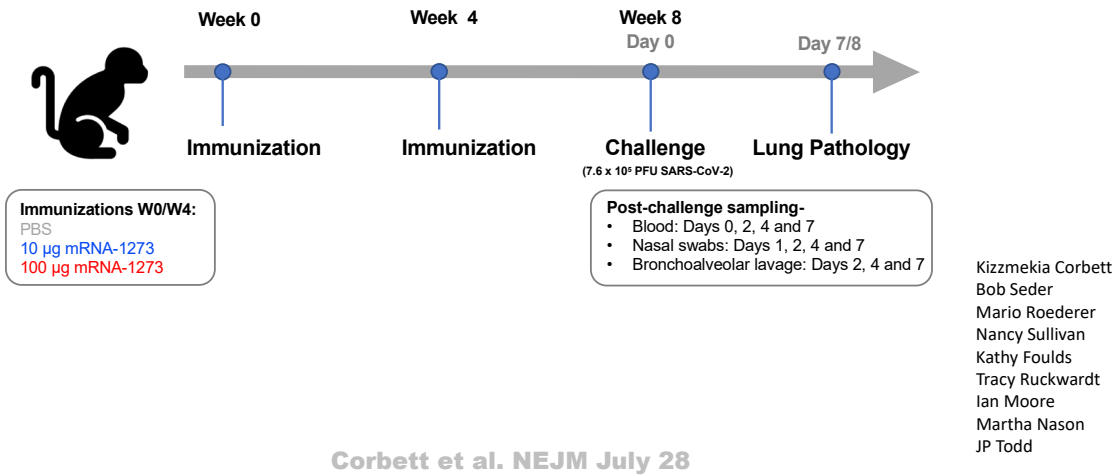 Week 0
Week 4
Week 8
Day 0
Day 7/8
Immunization
Immunization
Challenge
(7.6 x 10⁵ PFU SARS-CoV-2)
Lung Pathology
Immunizations W0/W4:
PBS
10 µg mRNA-1273
100 µg mRNA-1273
Post-challenge sampling-
• Blood: Days 0, 2, 4 and 7
• Nasal swabs: Days 1, 2, 4 and 7
• Bronchoalveolar lavage: Days 2, 4 and 7
Kizzmekia Corbett
Bob Seder
Mario Roederer
Nancy Sullivan
Kathy Foulds
Tracy Ruckwardt
Ian Moore
Martha Nason
JP Todd
Corbett et al. NEJM July 28